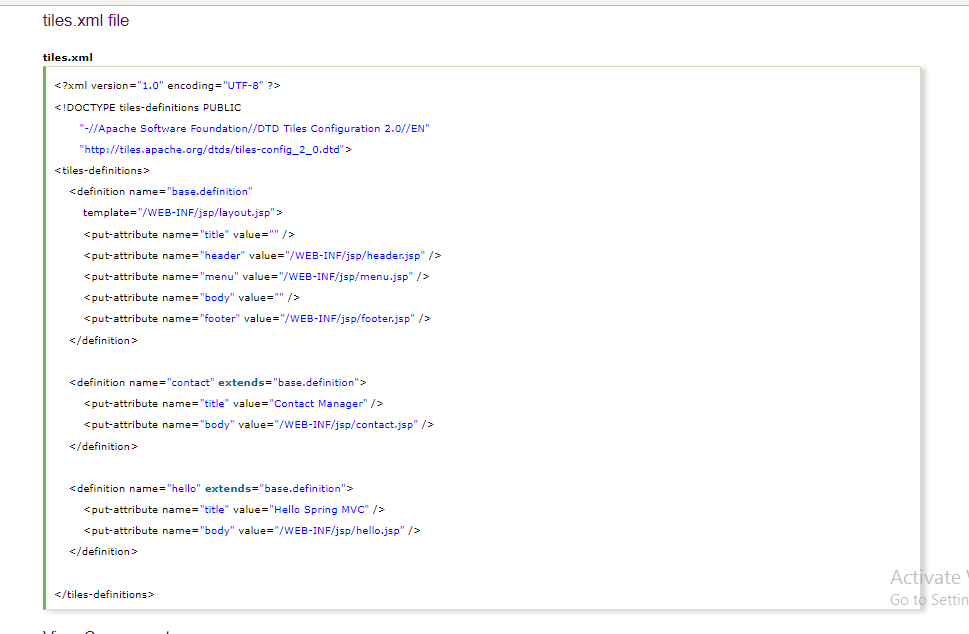 tiles.xml file
tiles.xml
<?xml version="1.0" encoding="UTF-8" ?>
<!DOCTYPE tiles-definitions PUBLIC
"-//Apache Software Foundation//DTD Tiles Configuration 2.0//EN"
"http://tiles.apache.org/dtds/tiles-config_2_0.dtd">
<tiles-definitions>
<definition name="base.definition"
template="/WEB-INF/jsp/layout.jsp">
<put-attribute name="title" value="" />
<put-attribute name="header" value="/WEB-INF/jsp/header.jsp" />
<put-attribute name="menu" value="/WEB-INF/jsp/menu.jsp" />
<put-attribute name="body" value="" />
<put-attribute name="footer" value="/WEB-INF/jsp/footer.jsp" />
</definition>
<definition name="contact" extends="base.definition">
<put-attribute name="title" value="Contact Manager" />
<put-attribute name="body" value="/WEB-INF/jsp/contact.jsp" />
</definition>
<definition name="hello" extends="base.definition">
<put-attribute name="title" value="Hello Spring MVC" />
<put-attribute name="body" value="/WEB-INF/jsp/hello.jsp" />
</definition>
</tiles-definitions>
Activate
Go to Settin